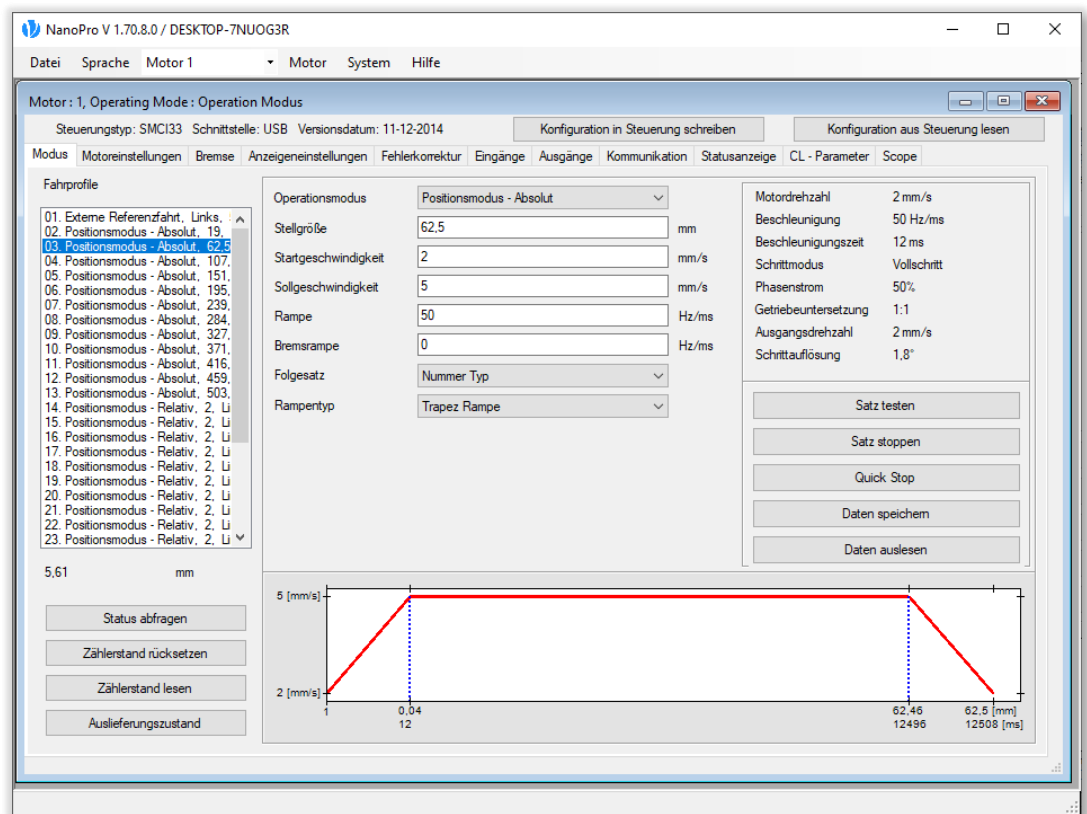 NanoPro V 1.70.8.0 / DESKTOP-7NUOG3R
Datei Sprache Motor 1 Motor System Hilfe
Motor : 1, Operating Mode : Operation Modus
Steuerungstyp: SMCI33 Schnittstelle: USB Versionsdatum: 11-12-2014 Konfiguration in Steuerung schreiben Konfiguration aus Steuerung lesen
Modus Motoreinstellungen Bremse Anzeigeneinstellungen Fehlerkorrektur Eingänge Ausgänge Kommunikation Statusanzeige CL - Parameter Scope
Fahrprofile
01. Externe Referenzfahrt, Links,
02. Positionsmodus - Absolut, 19,
03. Positionsmodus - Absolut, 62,5
04. Positionsmodus - Absolut, 107,
05. Positionsmodus - Absolut, 151,
06. Positionsmodus - Absolut, 195,
07. Positionsmodus - Absolut, 239,
08. Positionsmodus - Absolut, 284,
09. Positionsmodus - Absolut, 327,
10. Positionsmodus - Absolut, 371,
11. Positionsmodus - Absolut, 416,
12. Positionsmodus - Absolut, 459,
13. Positionsmodus - Absolut, 503,
14. Positionsmodus - Relativ, 2, Li
15. Positionsmodus - Relativ, 2, Li
16. Positionsmodus - Relativ, 2, Li
17. Positionsmodus - Relativ, 2, Li
18. Positionsmodus - Relativ, 2, Li
19. Positionsmodus - Relativ, 2, Li
20. Positionsmodus - Relativ, 2, Li
21. Positionsmodus - Relativ, 2, Li
22. Positionsmodus - Relativ, 2, Li
23. Positionsmodus - Relativ, 2, Li
5,61 mm
Status abfragen
Zählerstand rücksetzen
Zählerstand lesen
Auslieferungszustand
Operationsmodus Positionsmodus - Absolut
Stellgröße 62,5 mm
Startgeschwindigkeit 2 mm/s
Sollgeschwindigkeit 5 mm/s
Rampe 50 Hz/ms
Bremsrampe 0 Hz/ms
Folgesatz Nummer Typ
Rampentyp Trapez Rampe
Motordrehzahl 2 mm/s
Beschleunigung 50 Hz/ms
Beschleunigungszeit 12 ms
Schrittmodus Vollschritt
Phasenstrom 50%
Getriebeuntersetzung 1:1
Ausgangsdrehzahl 2 mm/s
Schrittauflösung 1,8°
Satz testen
Satz stoppen
Quick Stop
Daten speichern
Daten auslesen
5 [mm/s]
2 [mm/s]
1 0,04 62,46 62,5 [mm]
12 12496 12508 [ms]